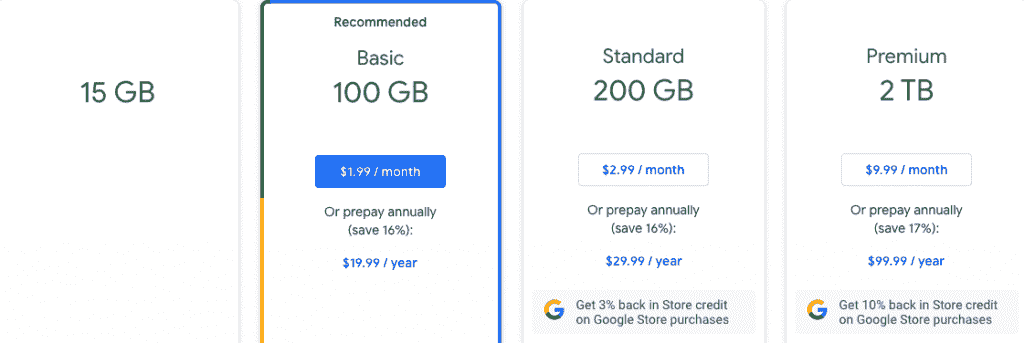 15 GB
Recommended
Basic
100 GB
$1.99 / month
Or prepay annually
(save 16%):
$19.99 / year
Standard
200 GB
$2.99 / month
Or prepay annually
(save 16%):
$29.99 / year
Get 3% back in Store credit
on Google Store purchases
Premium
2 TB
$9.99 / month
Or prepay annually
(save 17%):
$99.99 / year
Get 10% back in Store credit
on Google Store purchases